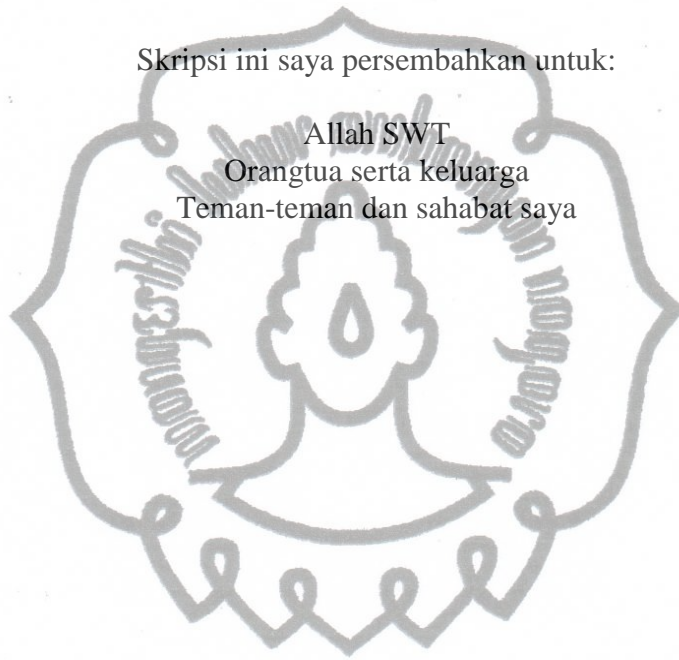 Skripsi ini saya persembahkan untuk:
Allah SWT
Orangtua serta keluarga
Teman-teman dan sahabat saya